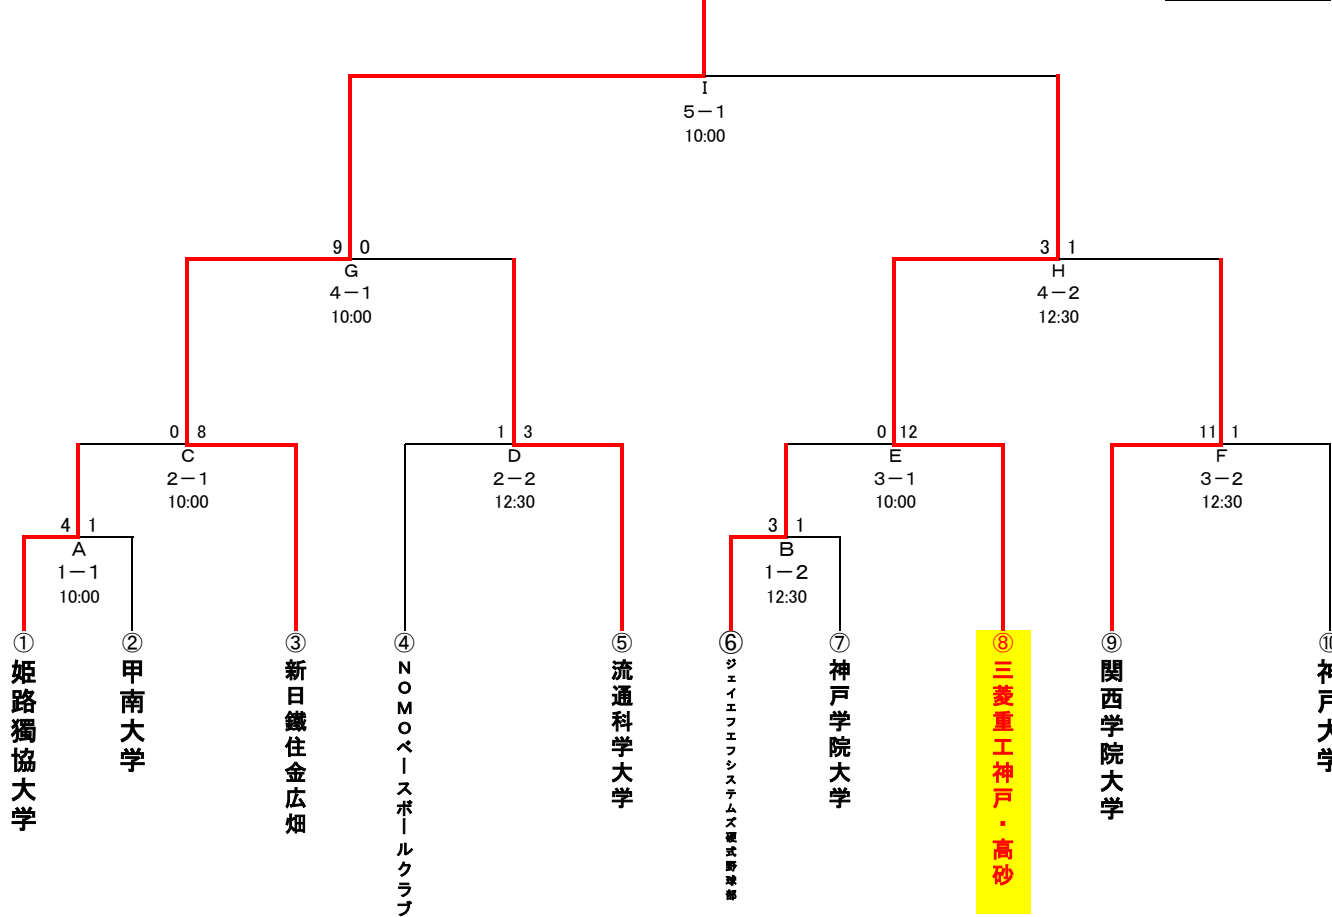 I
5－1
10:00
9 0
G
4－1
10:00
3 1
H
4－2
12:30
0 8
C
2－1
10:00
1 3
D
2－2
12:30
0 12
E
3－1
10:00
11 1
F
3－2
12:30
4 1
A
1－1
10:00
3 1
B
1－2
12:30
①
姫路獨協大学
②
甲南大学
③
新日鐵住金広畑
④
NOMOベースボールクラブ
⑤
流通科学大学
⑥
ジェイエフエフシステムズ硬式野球部
⑦
神戸学院大学
⑧
三菱重工神戸・高砂
⑨
関西学院大学
⑩
神戸大学